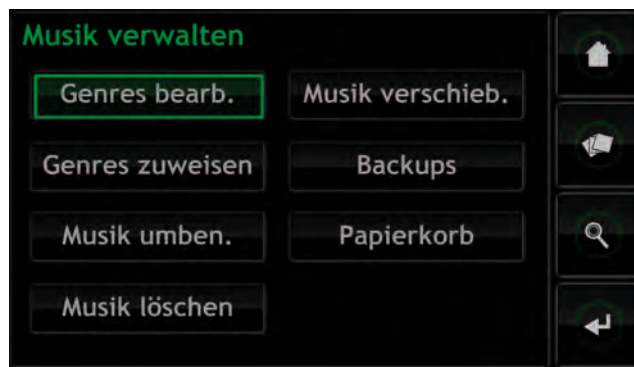 Musik verwalten
Genres bearb.
Musik verschieb.
Genres zuweisen
Backups
Musik umben.
Papierkorb
Musik löschen